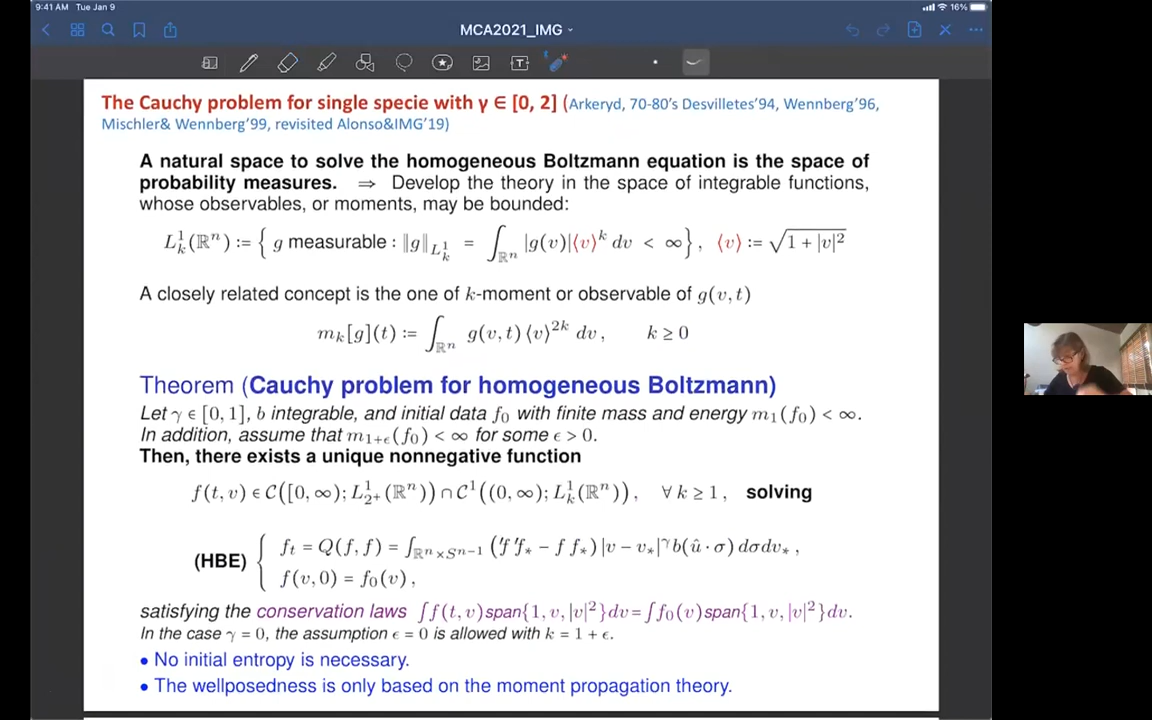 9:41 AM Tue Jan 9
16%
MCA2021_IMG
The Cauchy problem for single specie with γ ∈ [0, 2] (Arkeryd, 70-80's Desvilletes'94, Wennberg'96,
Mischler& Wennberg'99, revisited Alonso&IMG'19)
A natural space to solve the homogeneous Boltzmann equation is the space of
probability measures. ⇒ Develop the theory in the space of integrable functions,
whose observables, or moments, may be bounded:
L¹ₖ(ℝⁿ) := { g measurable : ‖g‖_{L¹ₖ} = ∫_{ℝⁿ} |g(v)|⟨v⟩ᵏ dv < ∞ }, ⟨v⟩ := √(1 + |v|²)
A closely related concept is the one of k-moment or observable of g(v,t)
mₖ[g](t) := ∫_{ℝⁿ} g(v,t) ⟨v⟩²ᵏ dv, k ≥ 0
Theorem (Cauchy problem for homogeneous Boltzmann)
Let γ ∈ [0, 1], b integrable, and initial data f₀ with finite mass and energy m₁(f₀) < ∞.
In addition, assume that m₁₊ϵ(f₀) < ∞ for some ϵ > 0.
Then, there exists a unique nonnegative function
f(t,v) ∈ C([0,∞); L¹₂₊(ℝⁿ)) ∩ C¹((0,∞); L¹ₖ(ℝⁿ)), ∀ k ≥ 1, solving
(HBE) { fₜ = Q(f,f) = ∫_{ℝⁿ×Sⁿ⁻¹} ('f 'f_* − f f_*) |v − v_*|^γ b(û · σ) dσdv_*,
f(v,0) = f₀(v),
satisfying the conservation laws ∫f(t,v)span{1, v, |v|²}dv = ∫f₀(v)span{1, v, |v|²}dv.
In the case γ = 0, the assumption ϵ = 0 is allowed with k = 1 + ϵ.
• No initial entropy is necessary.
• The wellposedness is only based on the moment propagation theory.